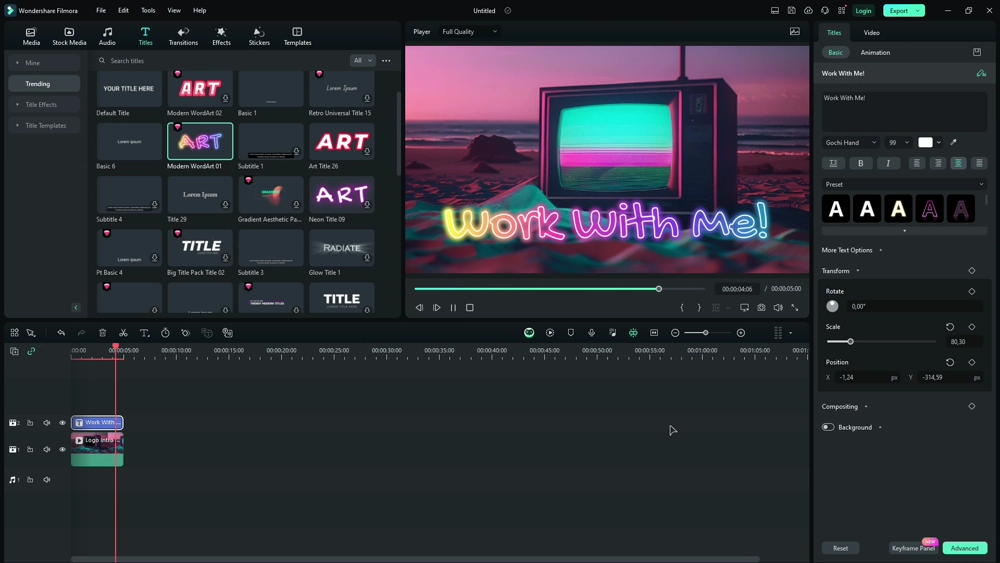 Wondershare Filmora File Edit Tools View Help Untitled Login Export
Media Stock Media Audio Titles Transitions Effects Stickers Templates
Player Full Quality
Titles Video
Mine
Trending
Title Effects
Title Templates
Search titles All
YOUR TITLE HERE ART Lorem Ipsum
Default Title Modern WordArt 02 Basic 1 Retro Universal Title 15
ART ART
Basic 6 Modern WordArt 01 Subtitle 1 Art Title 26
Lorem Ipsum ART
Subtitle 4 Title 29 Gradient Aesthetic Pa... Neon Title 09
Lorem ipsum TITLE RADIATE
Pt Basic 4 Big Title Pack Title 02 Subtitle 3 Glow Title 1
TRENDY MODERN TITLES TITLE
Work With Me!
00:00:04:06 / 00:00:05:00
Basic Animation
Work With Me!
Work With Me!
Gochi Hand 99
B I
Preset
A A A A A
More Text Options
Transform
Rotate
0,00°
Scale
80,30
Position
X -1,24 px Y -314,59 px
Compositing
Background
Reset Keyframe Panel NEW Advanced
:00:00 00:00:05:00 00:00:10:00 00:00:15:00 00:00:20:00 00:00:25:00 00:00:30:00 00:00:35:00 00:00:40:00 00:00:45:00 00:00:50:00 00:00:55:00 00:01:00:00 00:01:05:00 00:01:
2 T Work With ...
Logo Intro
1
1